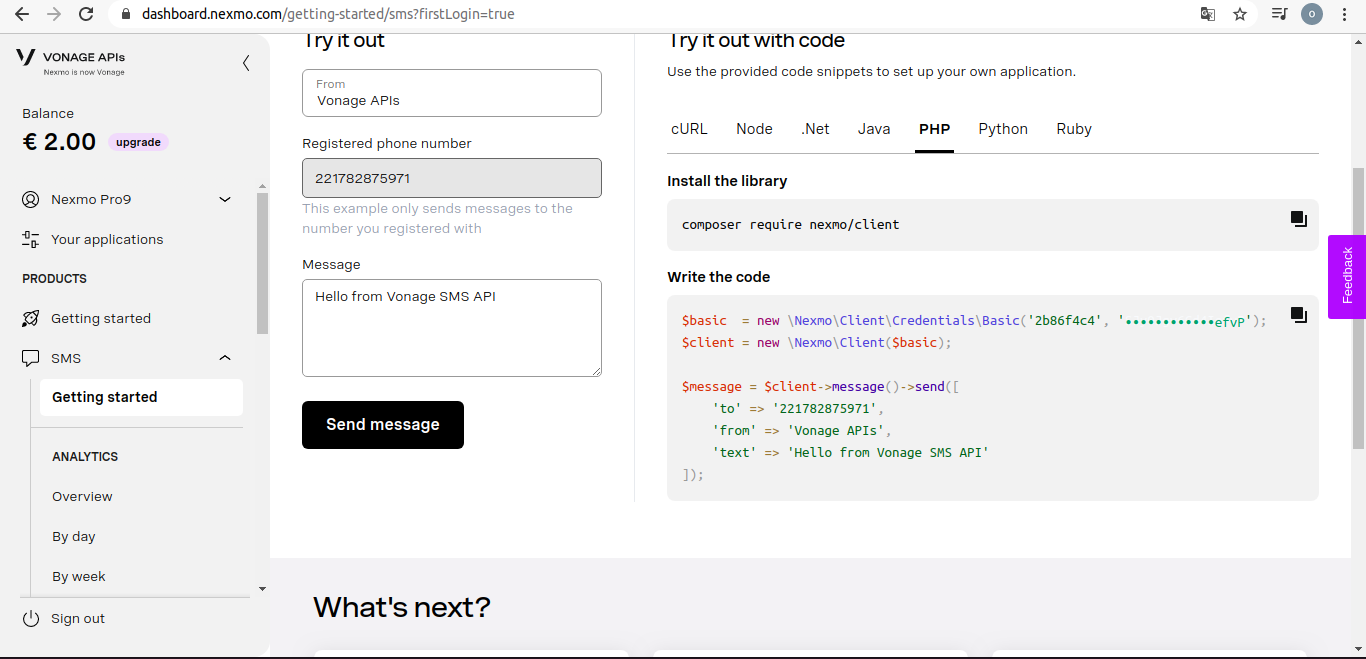 dashboard.nexmo.com/getting-started/sms?firstLogin=true
O
VONAGE APIs
Nexmo is now Vonage
Balance
€ 2.00 upgrade
Nexmo Pro9
Your applications
PRODUCTS
Getting started
SMS
Getting started
ANALYTICS
Overview
By day
By week
Sign out
Try it out
From
Vonage APIs
Registered phone number
221782875971
This example only sends messages to the
number you registered with
Message
Hello from Vonage SMS API
Send message
Try it out with code
Use the provided code snippets to set up your own application.
cURL Node .Net Java PHP Python Ruby
Install the library
composer require nexmo/client
Write the code
$basic  = new \Nexmo\Client\Credentials\Basic('2b86f4c4', '••••••••••••efvP');
$client = new \Nexmo\Client($basic);
$message = $client->message()->send([
    'to' => '221782875971',
    'from' => 'Vonage APIs',
    'text' => 'Hello from Vonage SMS API'
]);
Feedback
What's next?